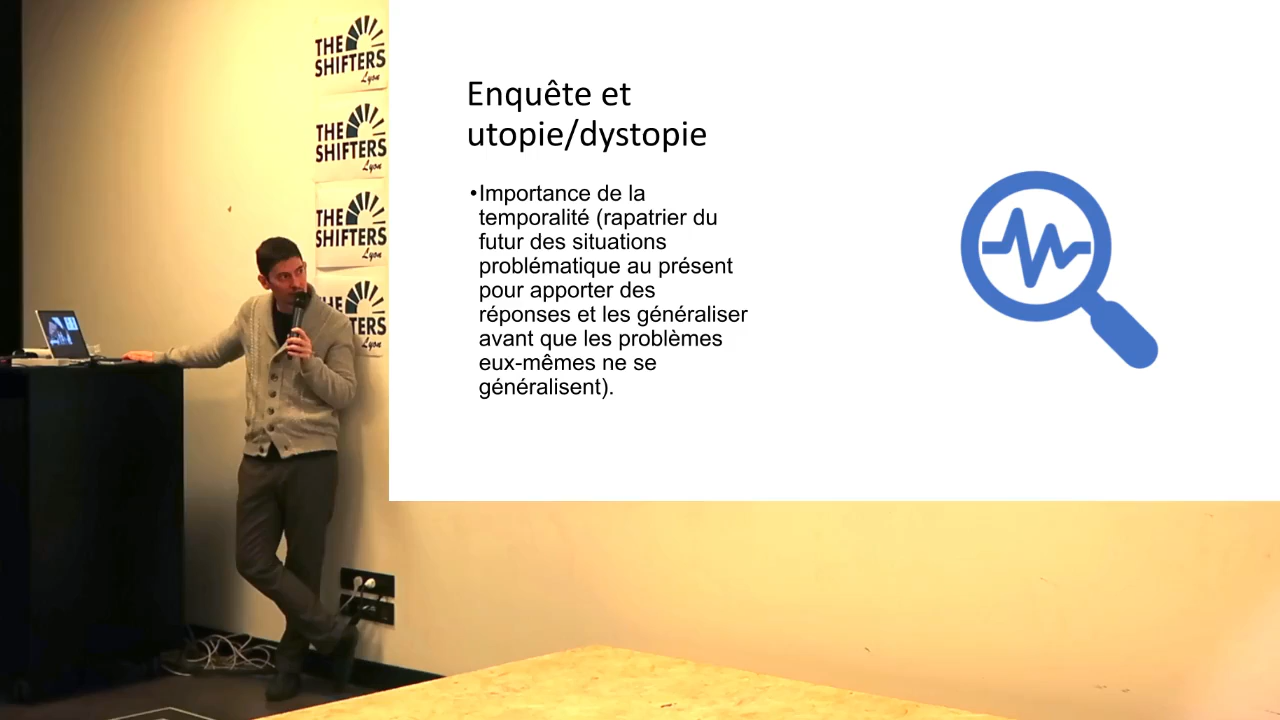 THE
SHIFTERS
Lyon
THE
SHIFTERS
Lyon
THE
SHIFTERS
Lyon
HE
TERS
Enquête et
utopie/dystopie
•Importance de la
temporalité (rapatrier du
futur des situations
problématique au présent
pour apporter des
réponses et les généraliser
avant que les problèmes
eux-mêmes ne se
généralisent).